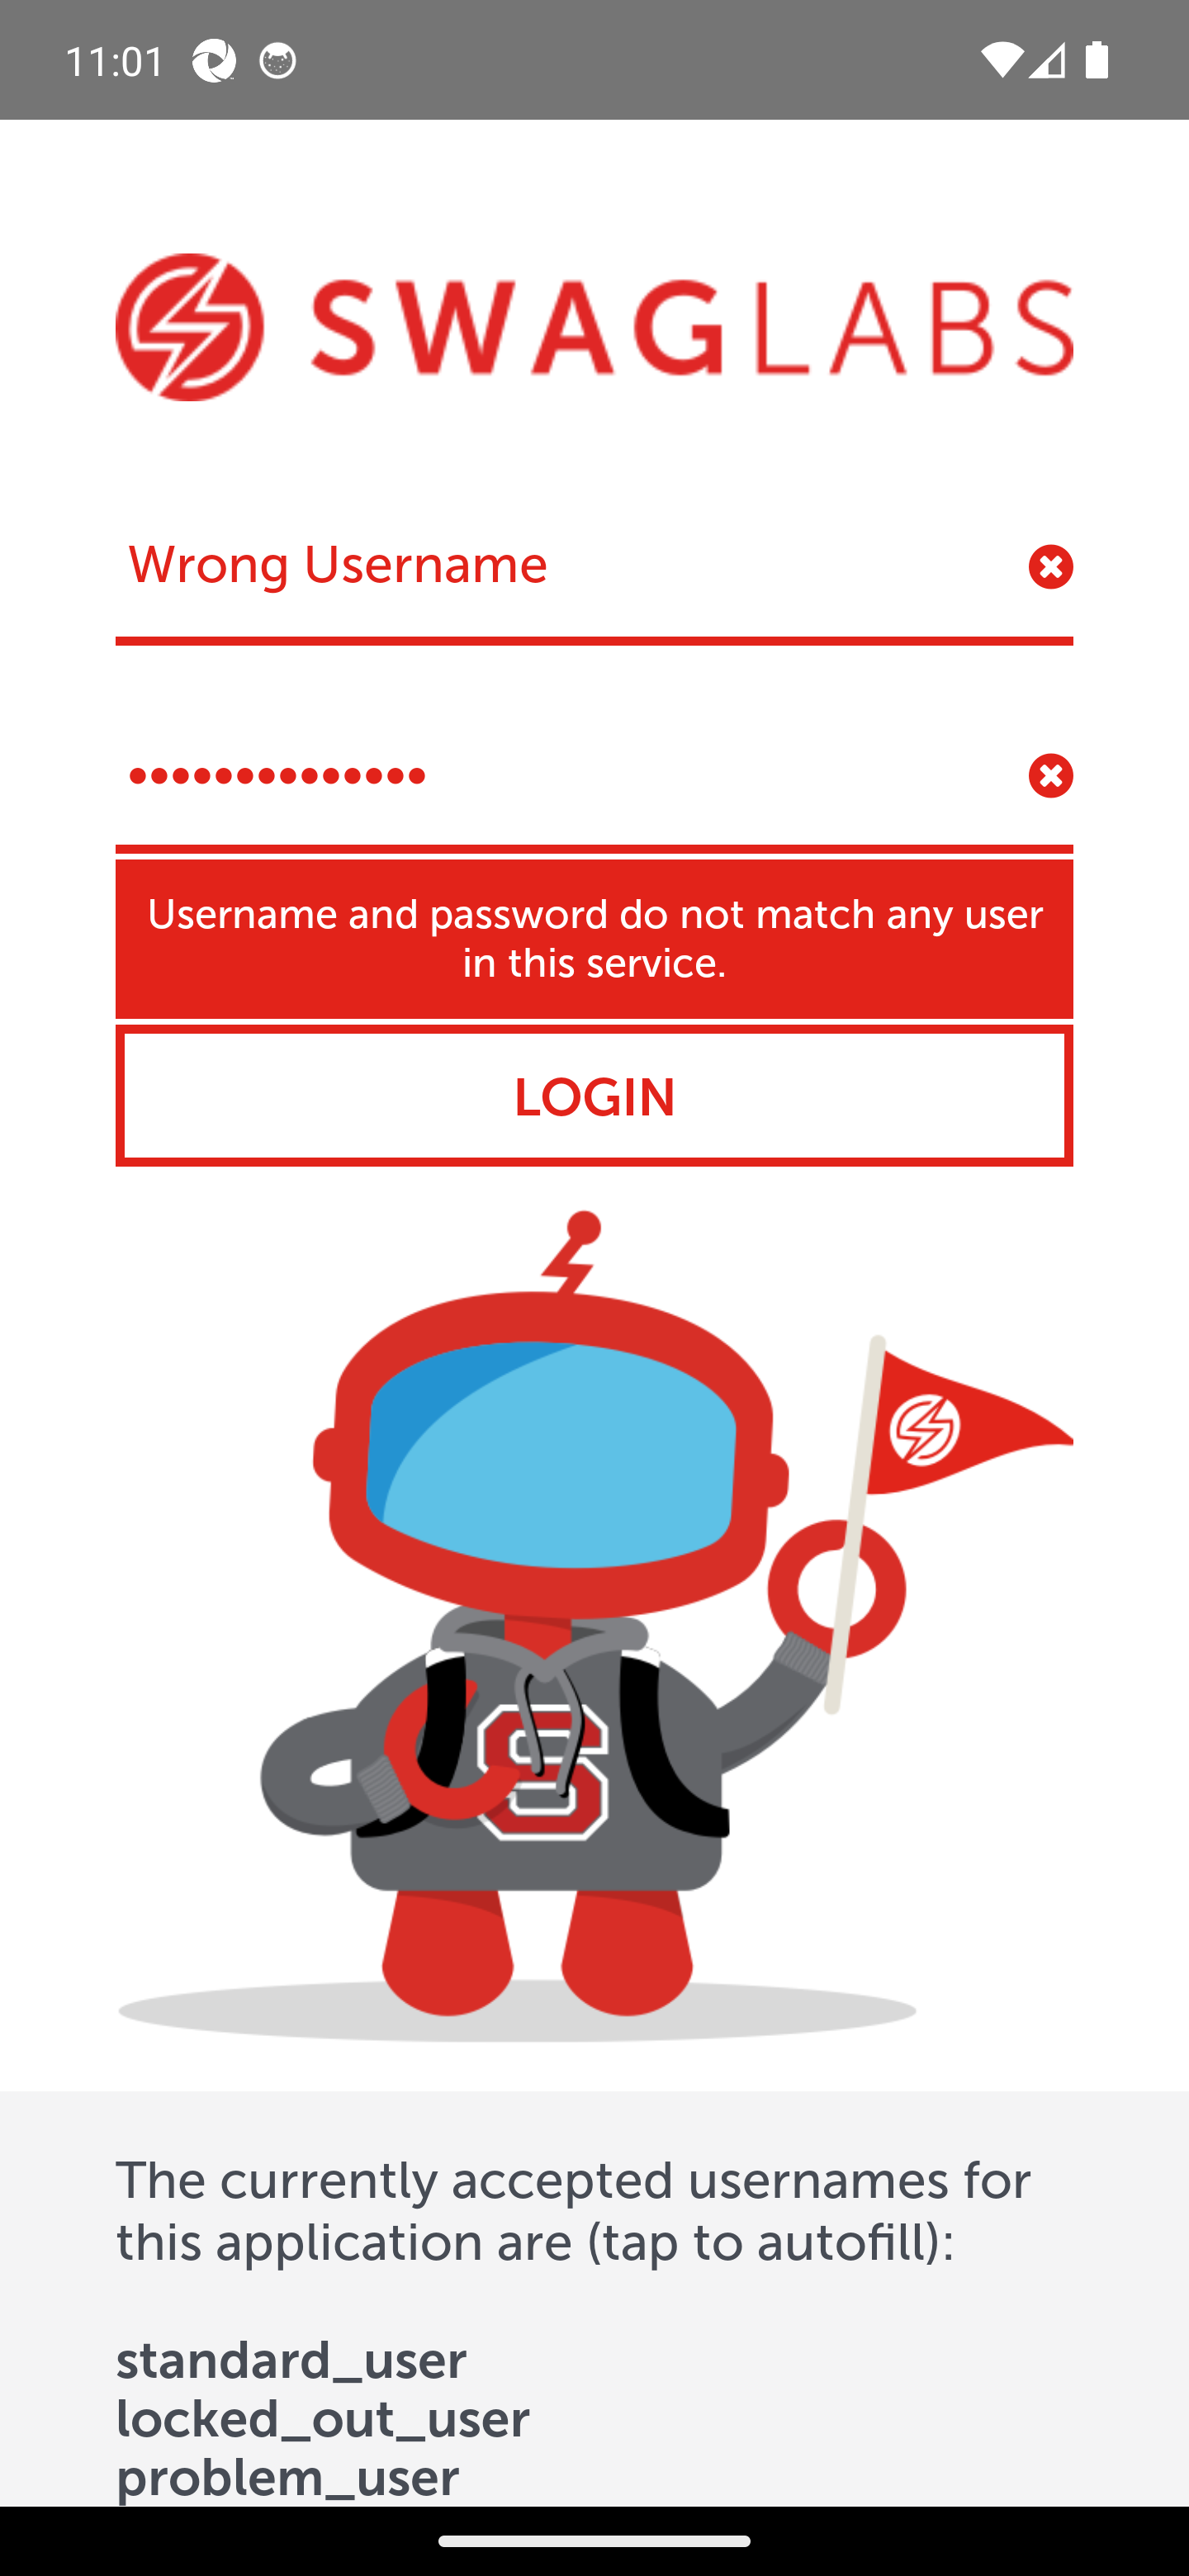 11:01
SWAGLABS
Wrong Username
••••••••••••••
Username and password do not match any user
in this service.
LOGIN
S
The currently accepted usernames for
this application are (tap to autofill):
standard_user
locked_out_user
problem_user